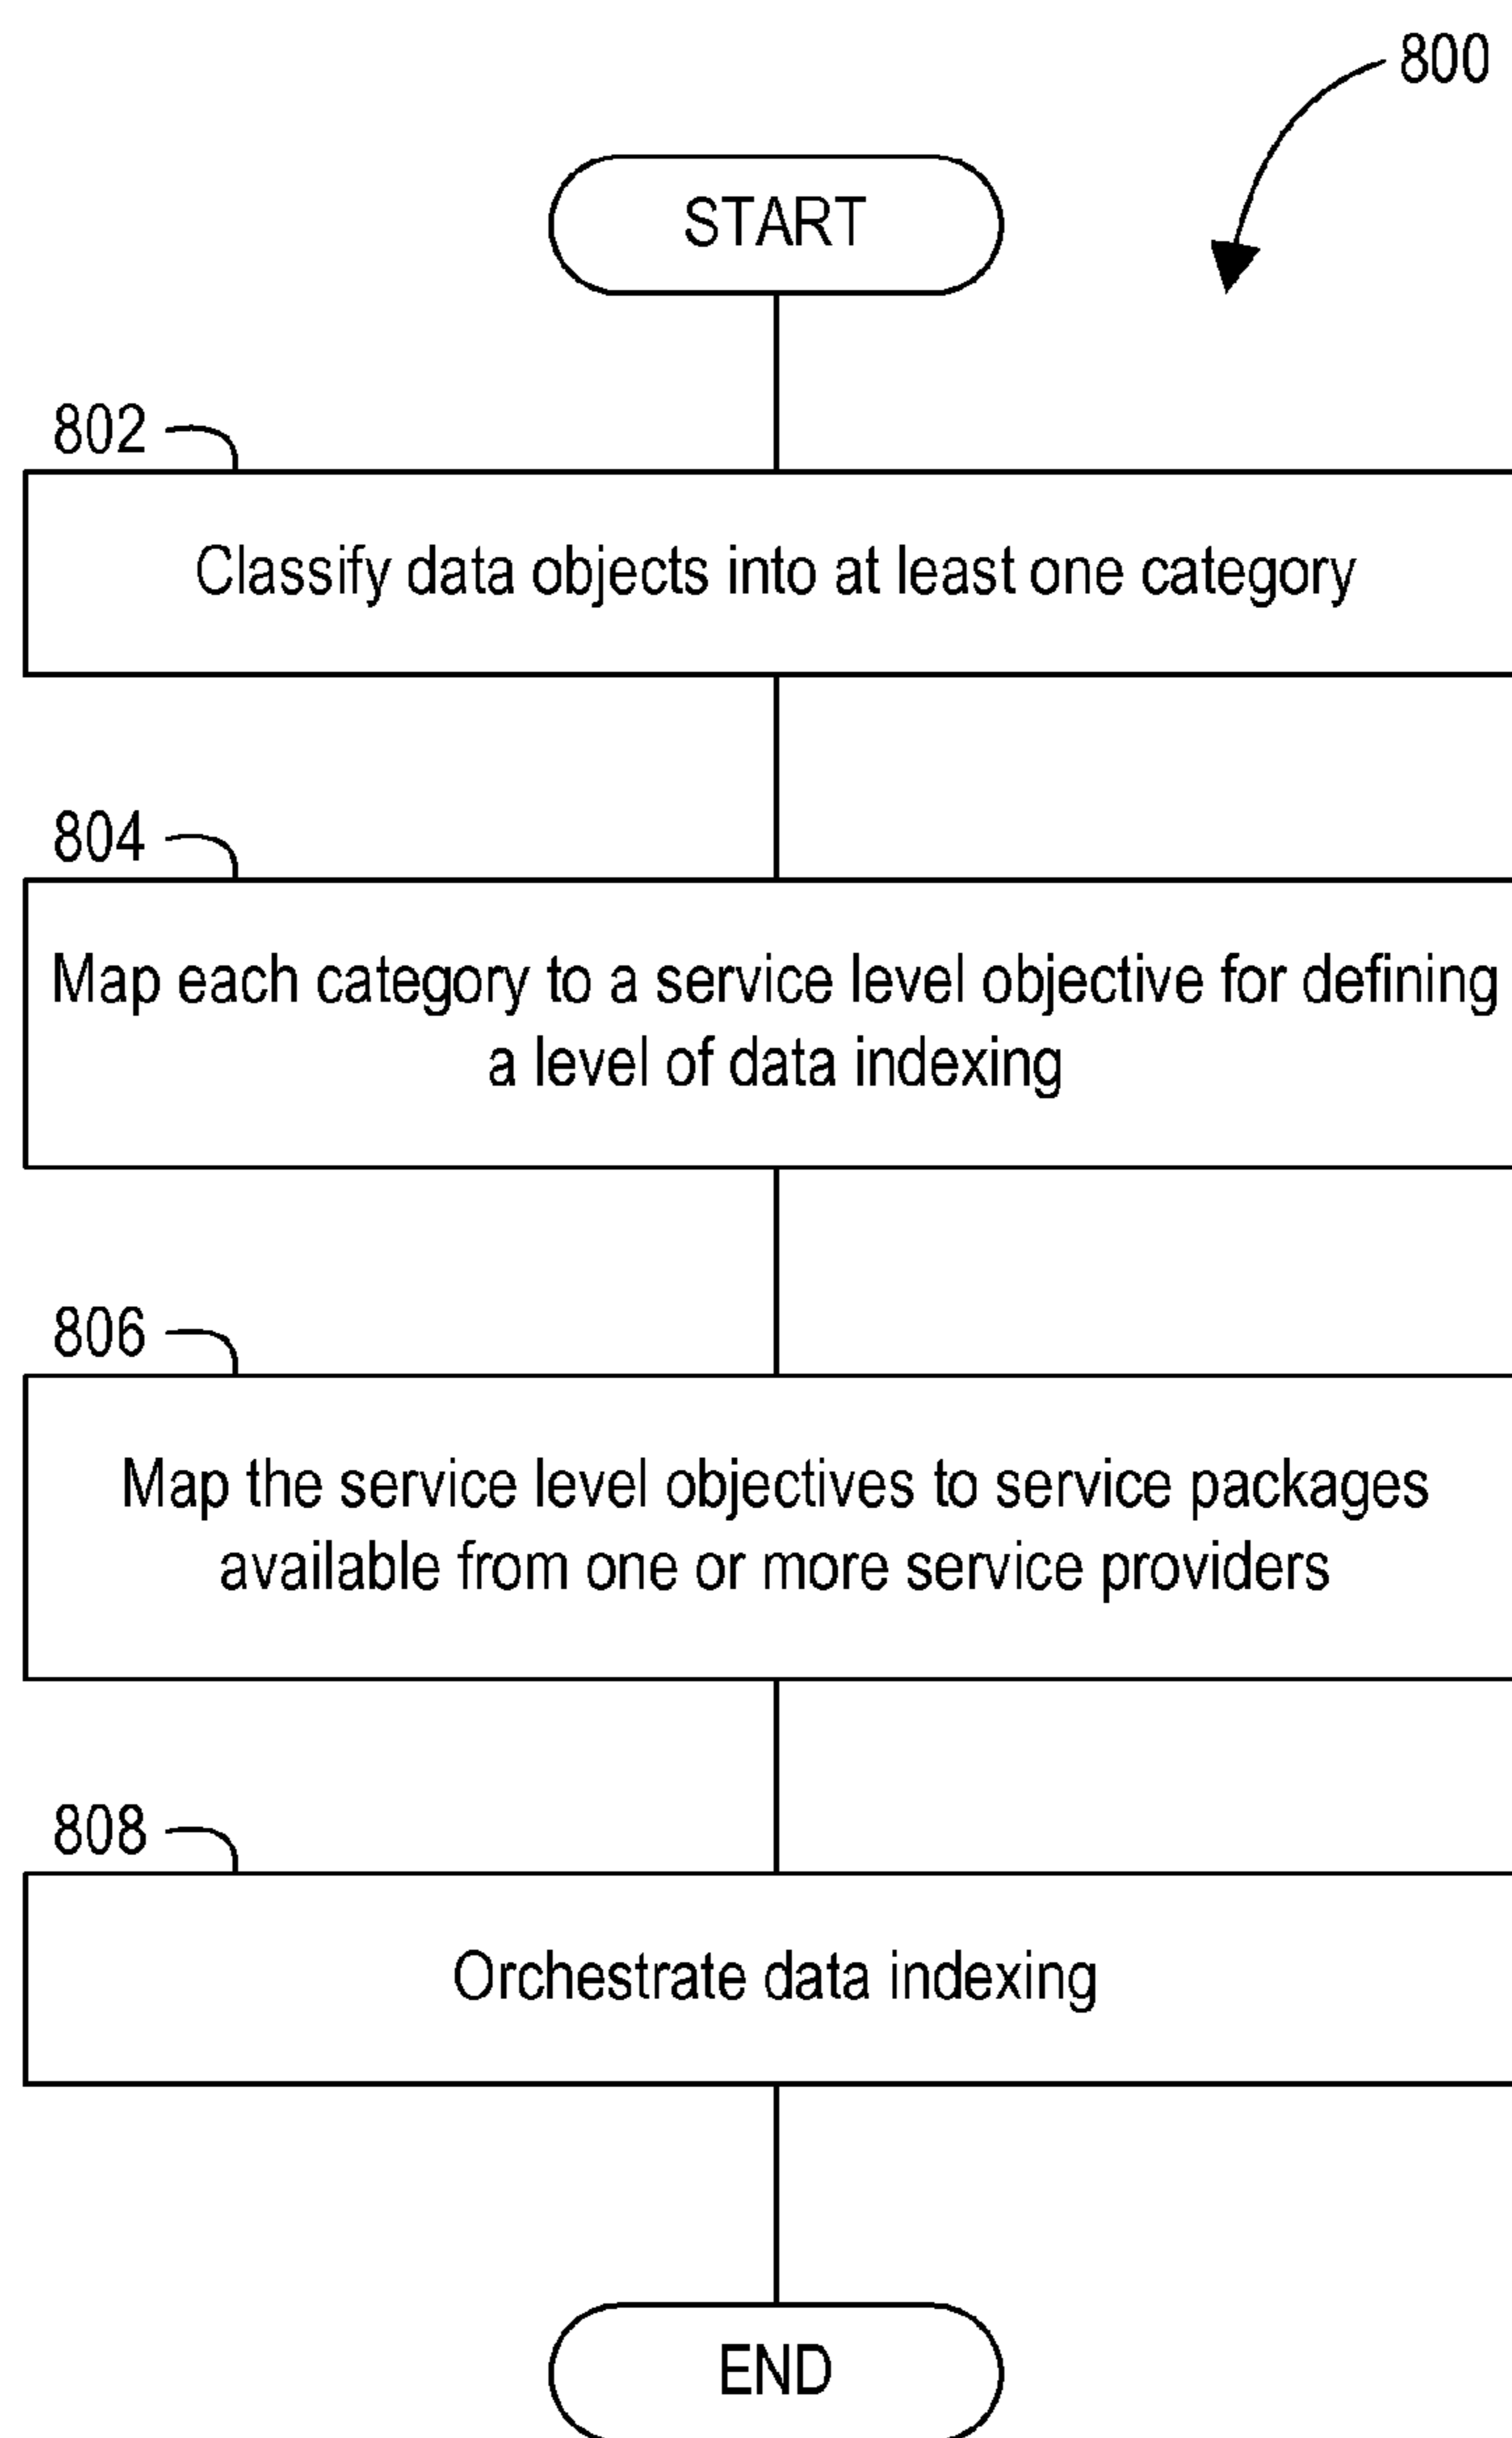 800
START
802
Classify data objects into at least one category
804
Map each category to a service level objective for defining
a level of data indexing
806
Map the service level objectives to service packages
available from one or more service providers
808
Orchestrate data indexing
END